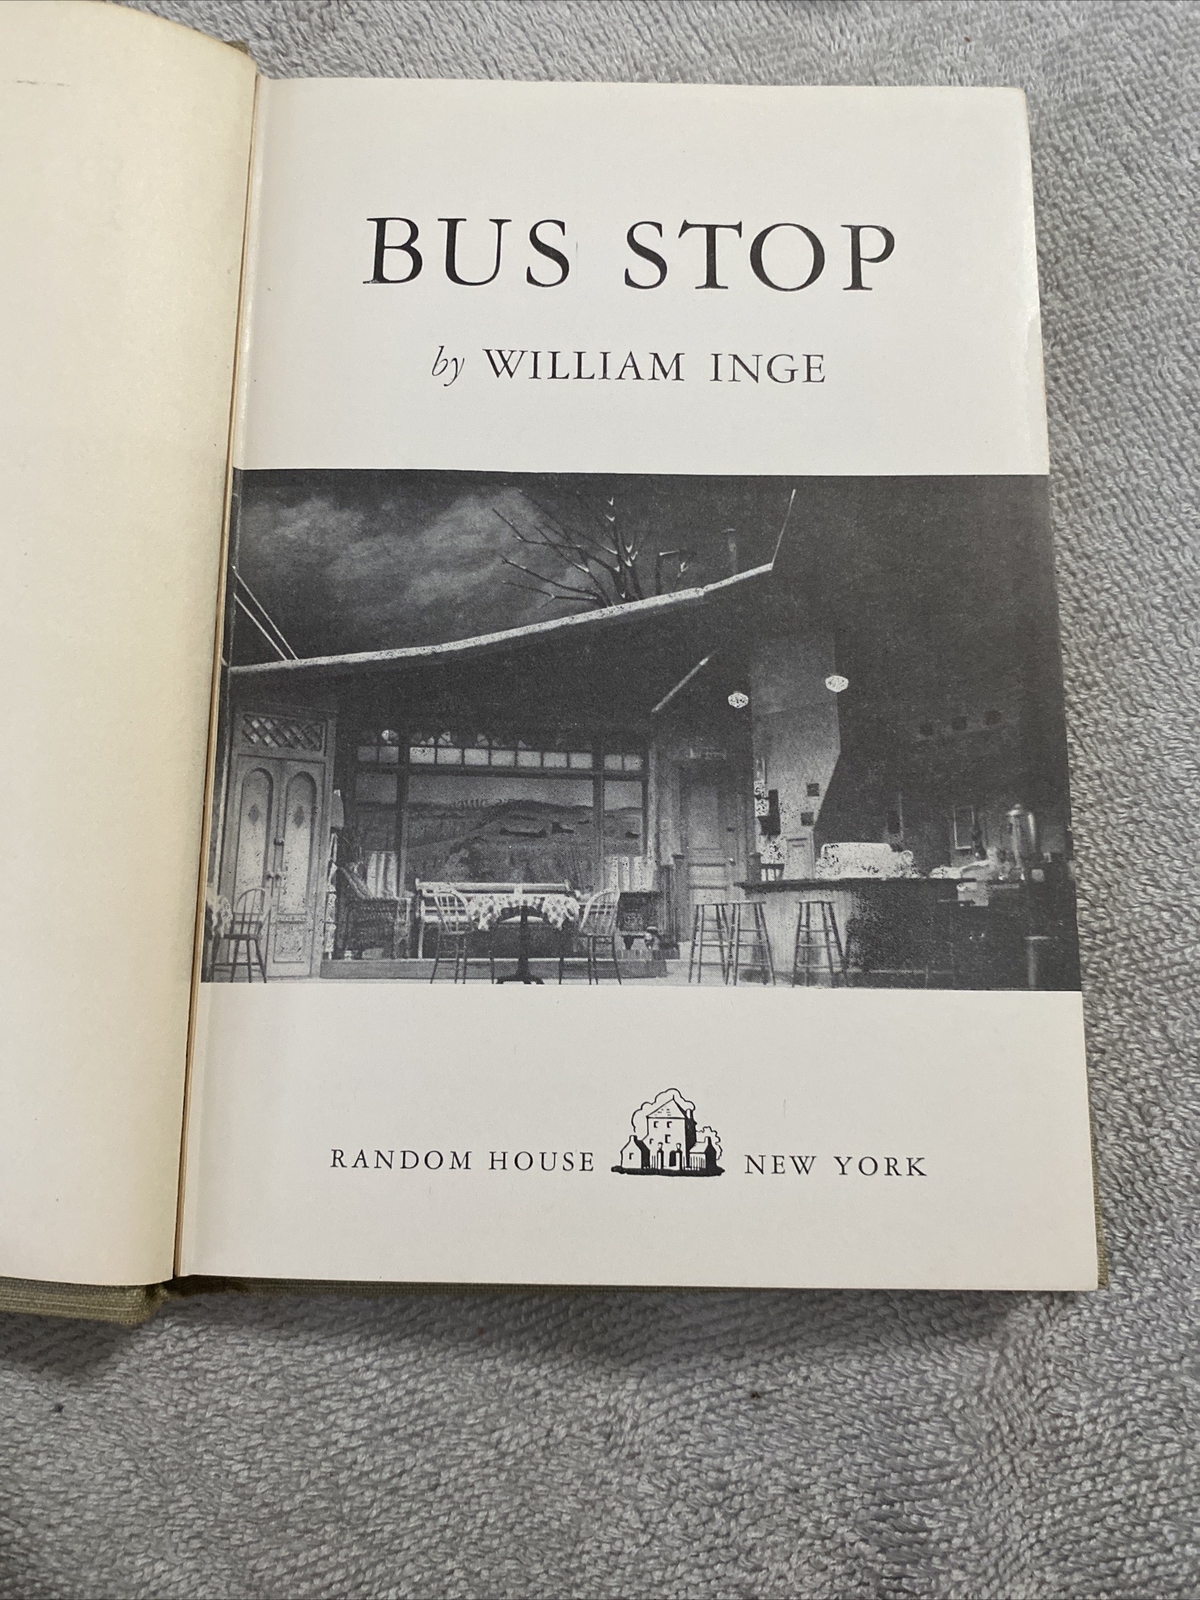 BUS STOP
by WILLIAM INGE
RANDOM HOUSE NEW YORK